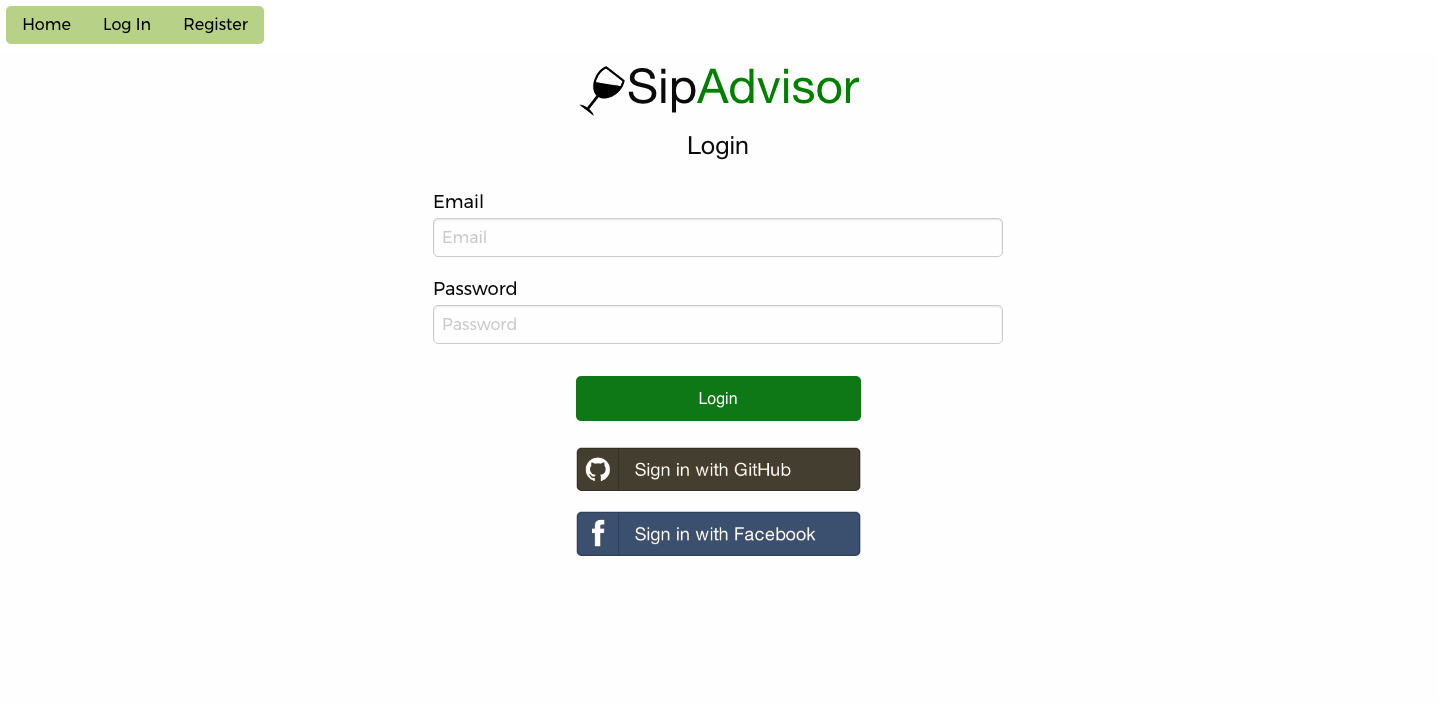 Home Log In Register
SipAdvisor
Login
Email
Email
Password
Password
Login
Sign in with GitHub
Sign in with Facebook